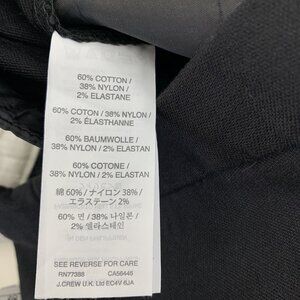 60% COTTON /
38% NYLON /
2% ELASTANE
60% COTON / 38% NYLON /
2% ÉLASTHANNE
60% BAUMWOLLE /
38% NYLON / 2% ELASTAN
60% COTONE /
38% NYLON / 2% ELASTAN
綿 60% / ナイロン 38% /
エラステーン 2%
60% 면 / 38% 나일론 /
2% 엘라스테인
SEE REVERSE FOR CARE
RN77388 CA56445
J.CREW U.K. Ltd EC4V 6JA